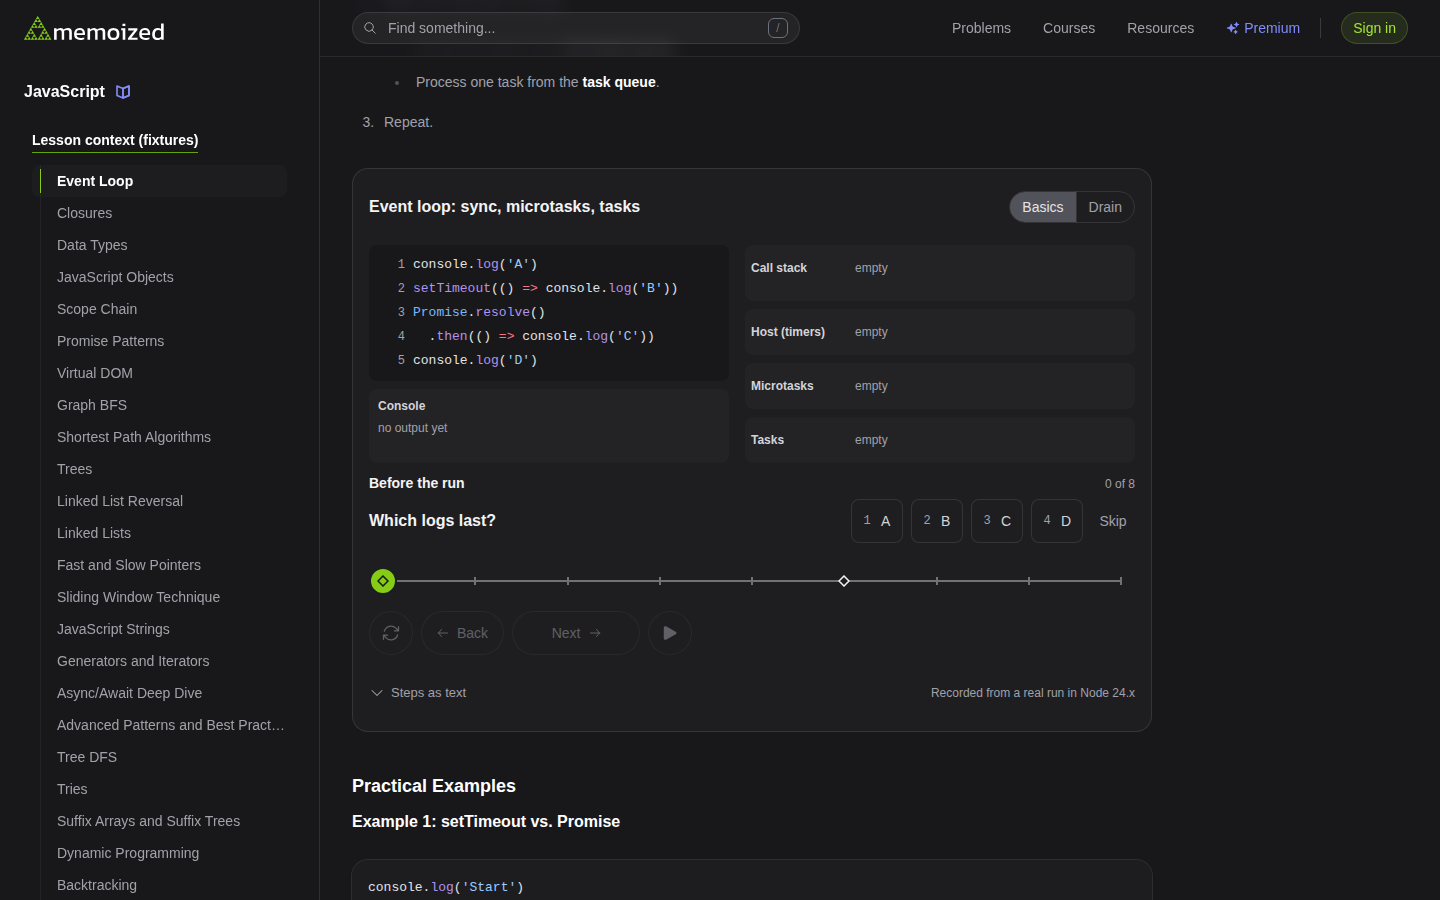 memoized
Find something...
/
Problems
Courses
Resources
Premium
Sign in
JavaScript
Lesson context (fixtures)
Event Loop
Closures
Data Types
JavaScript Objects
Scope Chain
Promise Patterns
Virtual DOM
Graph BFS
Shortest Path Algorithms
Trees
Linked List Reversal
Linked Lists
Fast and Slow Pointers
Sliding Window Technique
JavaScript Strings
Generators and Iterators
Async/Await Deep Dive
Advanced Patterns and Best Pract…
Tree DFS
Tries
Suffix Arrays and Suffix Trees
Dynamic Programming
Backtracking
• Process one task from the task queue.
3. Repeat.
Event loop: sync, microtasks, tasks
Basics
Drain
1 console.log('A')
2 setTimeout(() => console.log('B'))
3 Promise.resolve()
4   .then(() => console.log('C'))
5 console.log('D')
Console
no output yet
Call stack empty
Host (timers) empty
Microtasks empty
Tasks empty
Before the run
0 of 8
Which logs last?
1 A
2 B
3 C
4 D
Skip
Back
Next
Steps as text
Recorded from a real run in Node 24.x
Practical Examples
Example 1: setTimeout vs. Promise
console.log('Start')